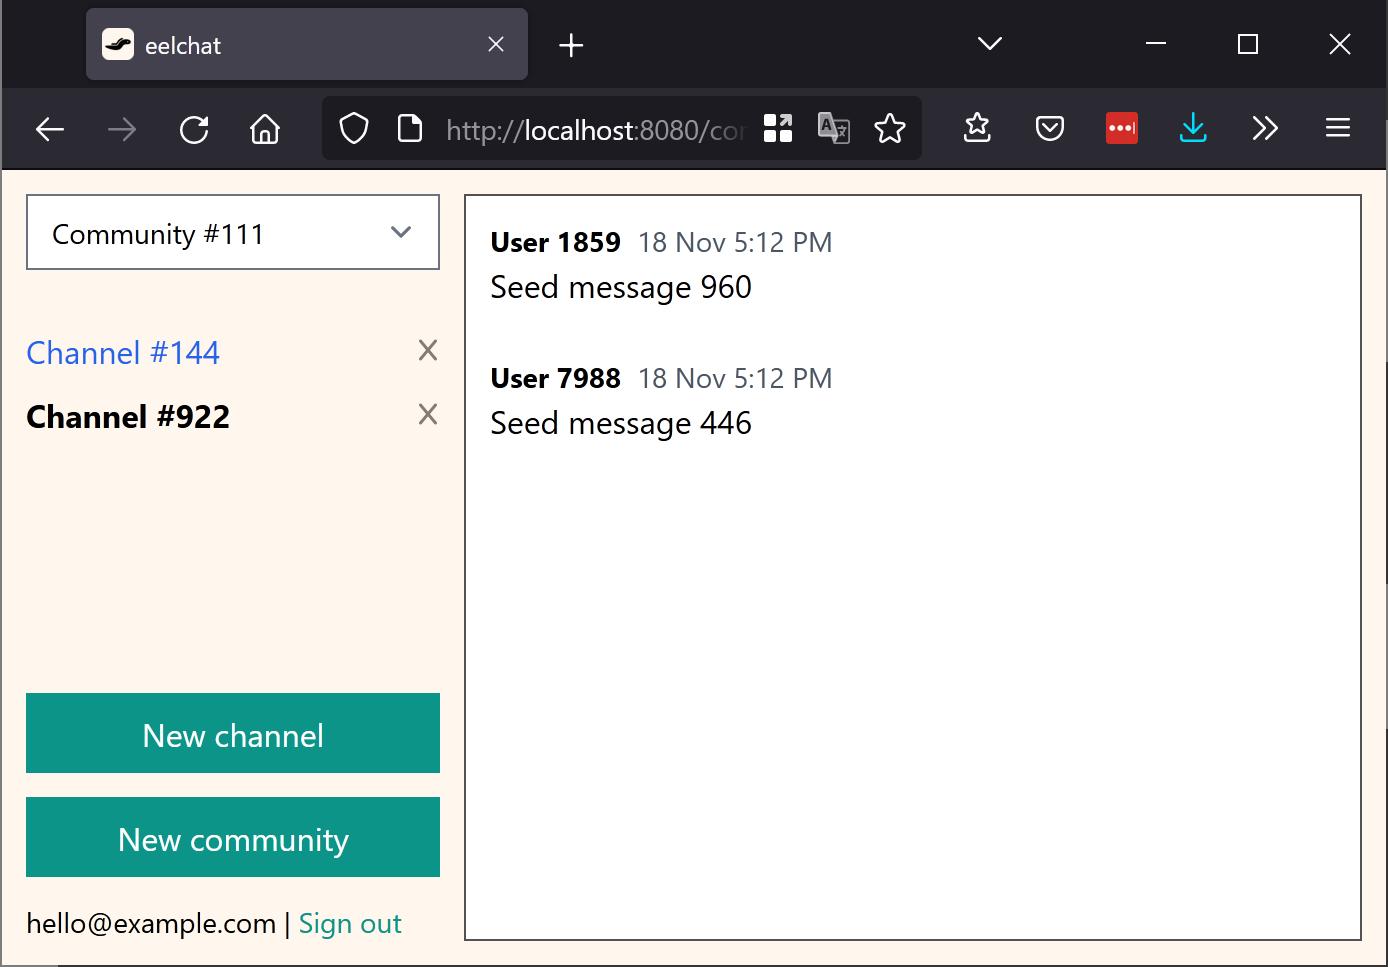 eelchat
http://localhost:8080/cor
Community #111
Channel #144
Channel #922
New channel
New community
hello@example.com | Sign out
User 1859 18 Nov 5:12 PM
Seed message 960
User 7988 18 Nov 5:12 PM
Seed message 446